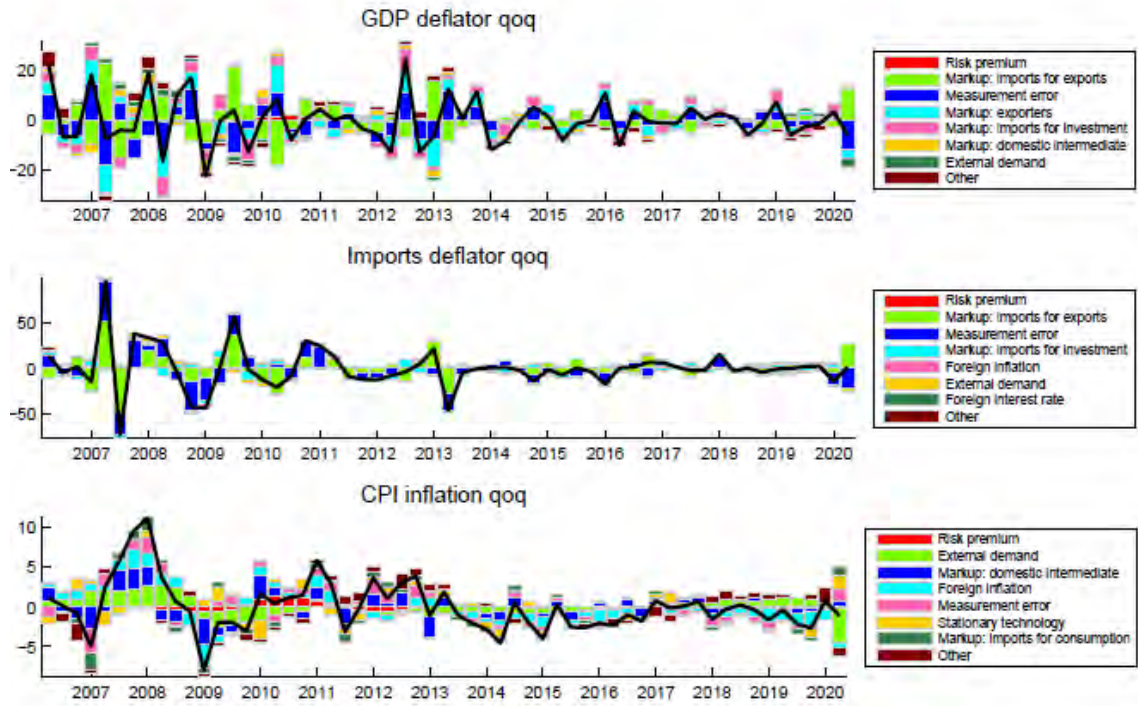 GDP deflator qoq
20
0
−20
2007 2008 2009 2010 2011 2012 2013 2014 2015 2016 2017 2018 2019 2020
Risk premium
Markup: imports for exports
Measurement error
Markup: exporters
Markup: imports for investment
Markup: domestic intermediate
External demand
Other
Imports deflator qoq
50
0
−50
2007 2008 2009 2010 2011 2012 2013 2014 2015 2016 2017 2018 2019 2020
Risk premium
Markup: imports for exports
Measurement error
Markup: imports for investment
Foreign inflation
External demand
Foreign interest rate
Other
CPI inflation qoq
10
5
0
−5
2007 2008 2009 2010 2011 2012 2013 2014 2015 2016 2017 2018 2019 2020
Risk premium
External demand
Markup: domestic intermediate
Foreign inflation
Measurement error
Stationary technology
Markup: imports for consumption
Other